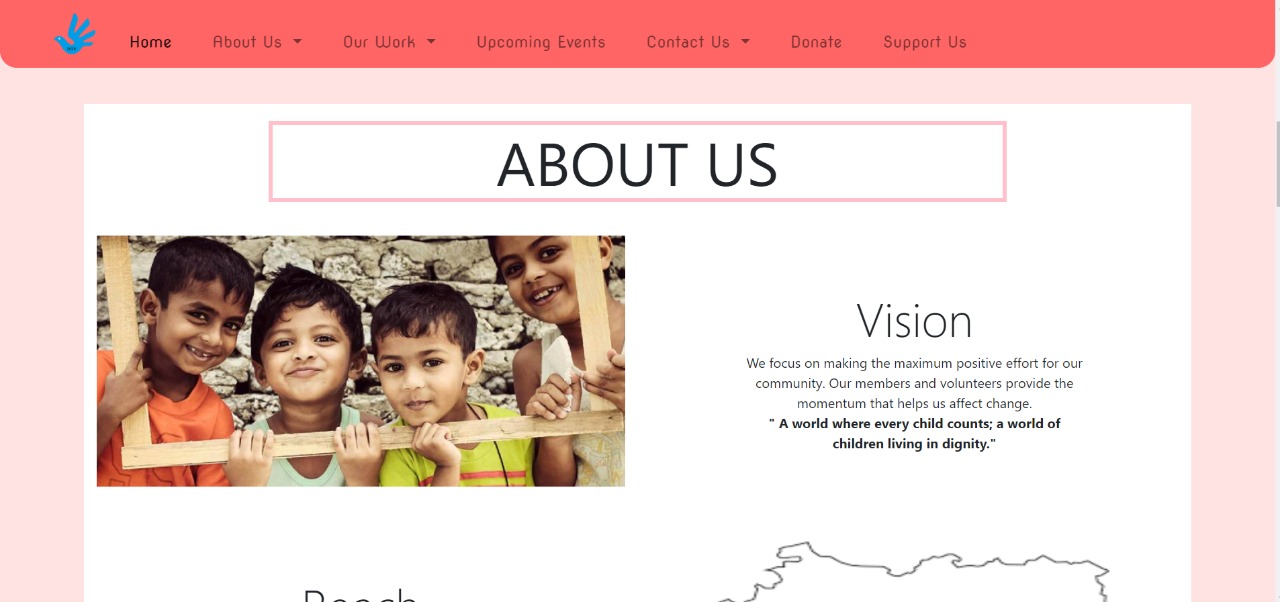 Home About Us Our Work Upcoming Events Contact Us Donate Support Us
ABOUT US
Vision
We focus on making the maximum positive effort for our
community. Our members and volunteers provide the
momentum that helps us affect change.
" A world where every child counts; a world of
children living in dignity."
Reach